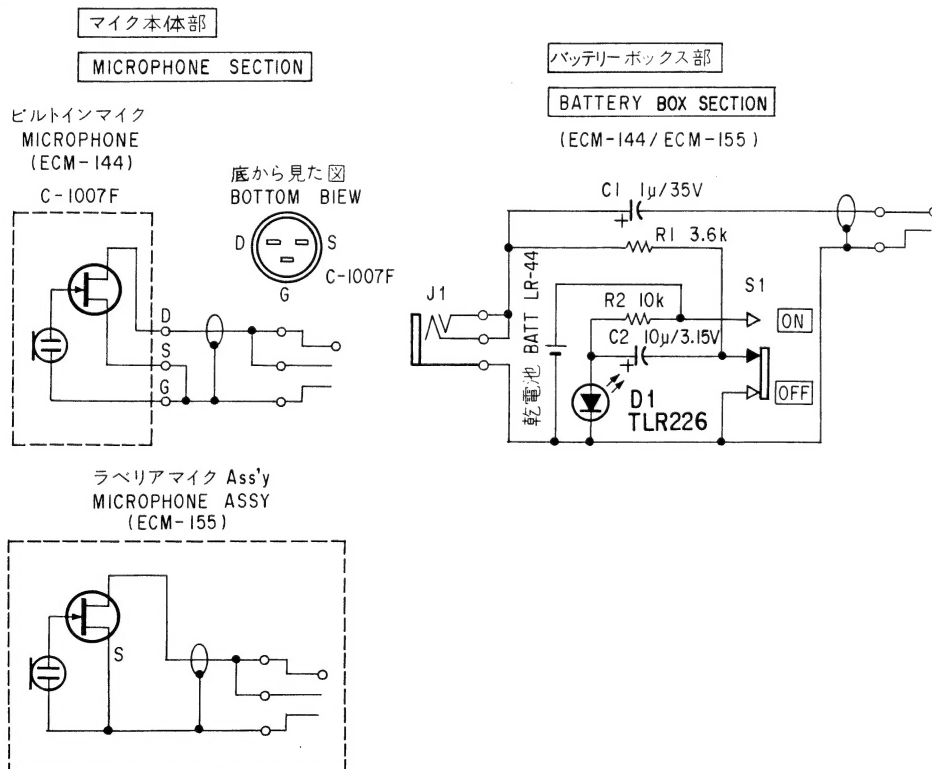 マイク本体部
MICROPHONE SECTION
ビルトインマイク
MICROPHONE
(ECM-144)
C-1007F
底から見た図
BOTTOM BIEW
D
S
G
C-1007F
D
S
G
ラベリアマイク Ass'y
MICROPHONE ASSY
(ECM-155)
S
バッテリーボックス部
BATTERY BOX SECTION
(ECM-144/ECM-155)
C1 1μ/35V
+
R1 3.6k
J1
乾電池 BATT LR-44
R2 10k
C2 10μ/3.15V
+
D1
TLR226
S1
ON
OFF